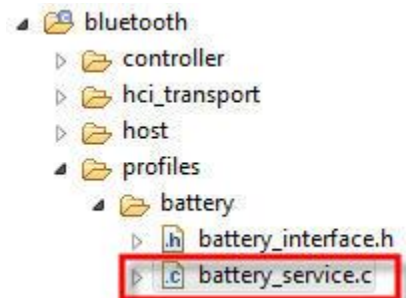 bluetooth
controller
hci_transport
host
profiles
battery
battery_interface.h
battery_service.c